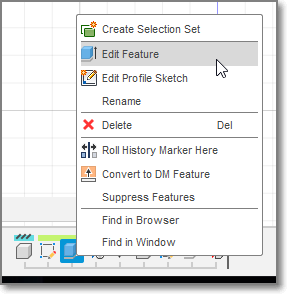 Create Selection Set
Edit Feature
Edit Profile Sketch
Rename
Delete Del
Roll History Marker Here
Convert to DM Feature
Suppress Features
Find in Browser
Find in Window